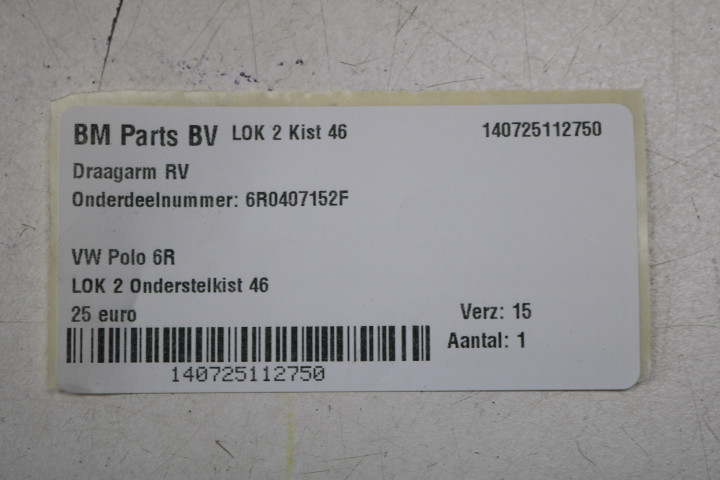 BM Parts BV LOK 2 Kist 46 140725112750
Draagarm RV
Onderdeelnummer: 6R0407152F
VW Polo 6R
LOK 2 Onderstelkist 46
25 euro Verz: 15
Aantal: 1
140725112750